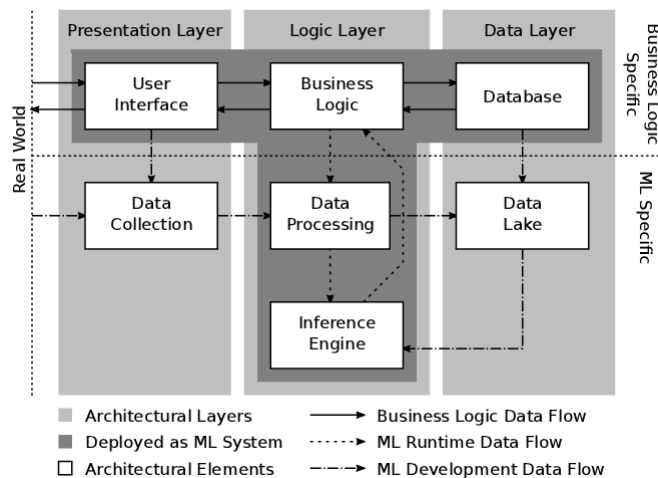 Presentation Layer
Logic Layer
Data Layer
Business Logic
Specific
User
Interface
Business
Logic
Database
Real World
ML Specific
Data
Collection
Data
Processing
Data
Lake
Inference
Engine
Architectural Layers
Business Logic Data Flow
Deployed as ML System
ML Runtime Data Flow
Architectural Elements
ML Development Data Flow